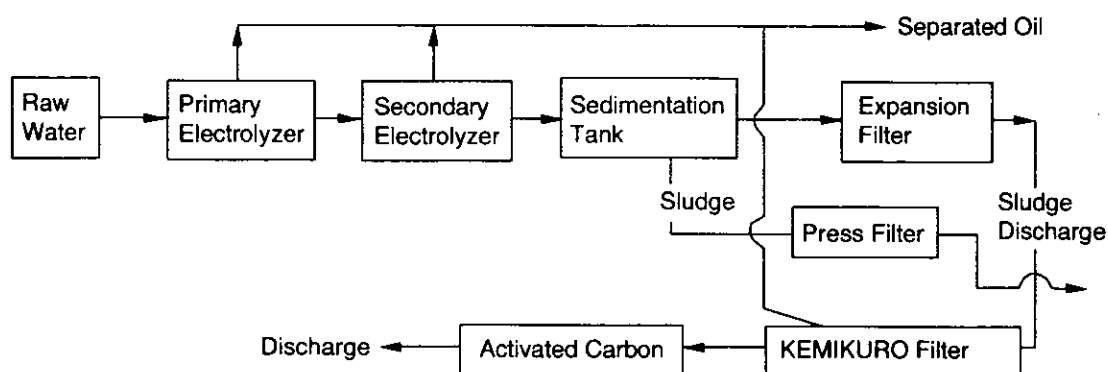 Separated Oil
Raw
Water
Primary
Electrolyzer
Secondary
Electrolyzer
Sedimentation
Tank
Expansion
Filter
Sludge
Press Filter
Sludge
Discharge
Discharge
Activated Carbon
KEMIKURO Filter